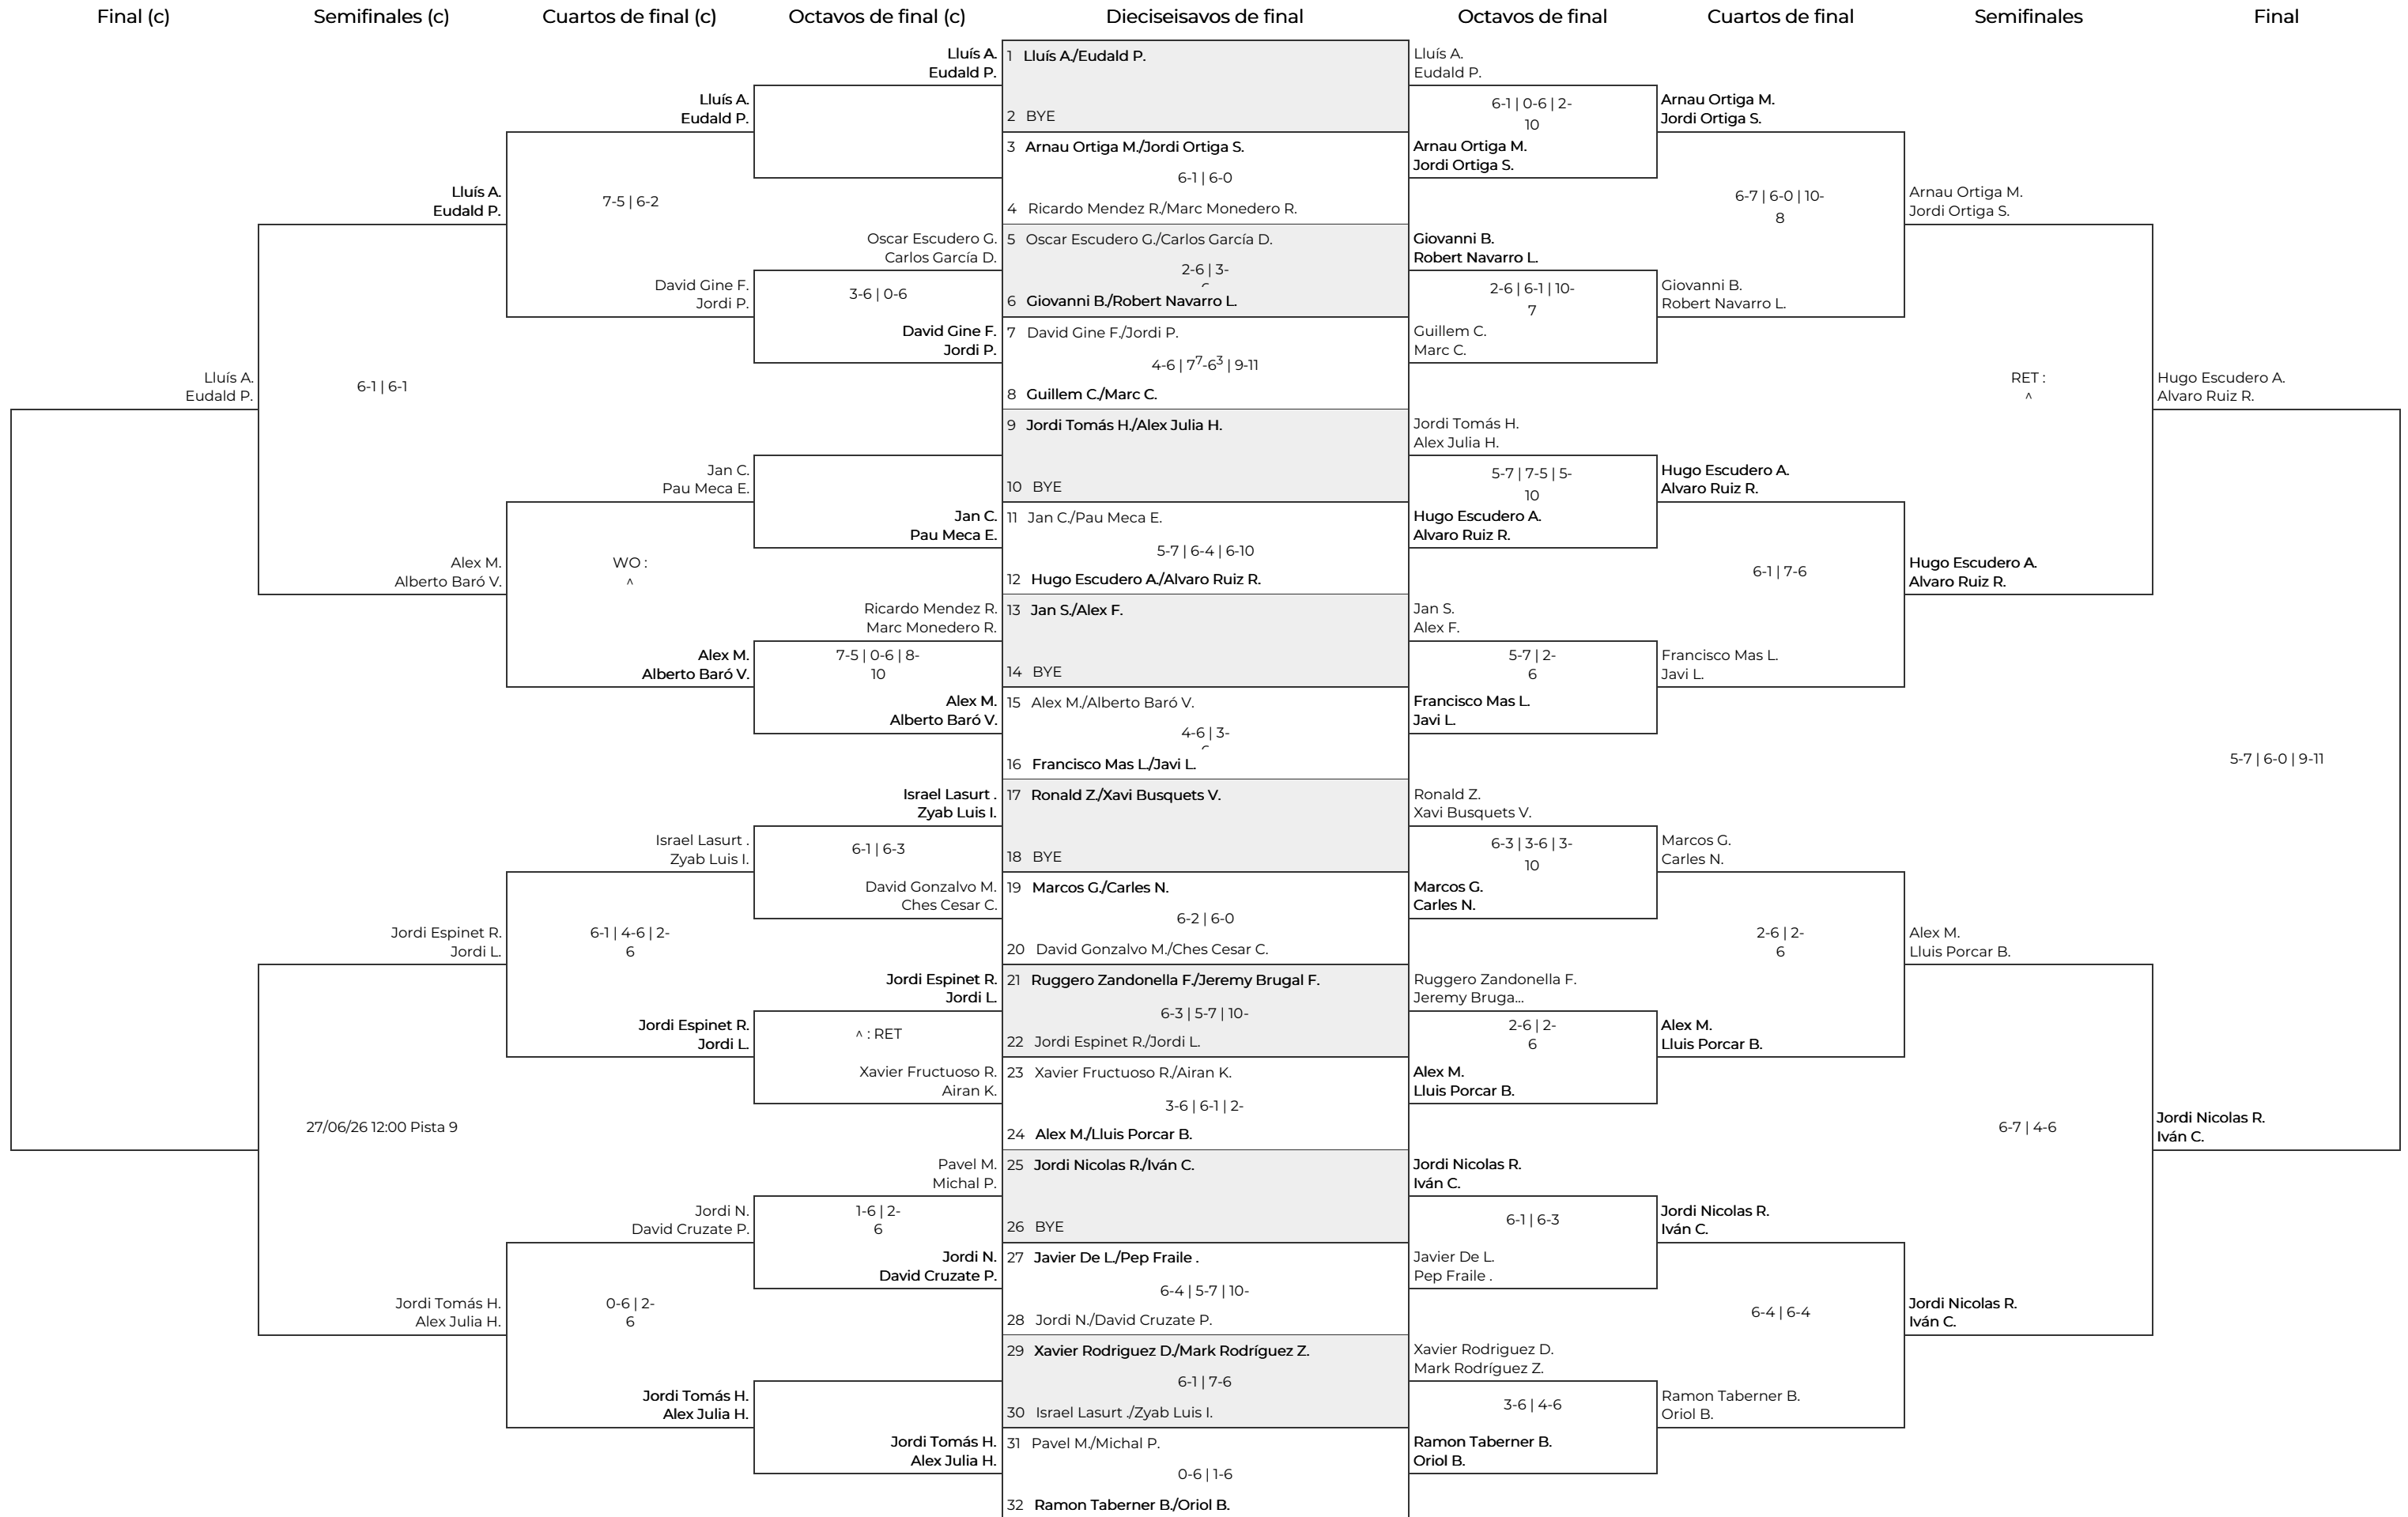 Final (c)
Semifinales (c)
Cuartos de final (c)
Octavos de final (c)
Dieciseisavos de final
Octavos de final
Cuartos de final
Semifinales
Final
Lluís A.
Eudald P.
Lluís A.
Eudald P.
6-1 | 6-1
Alex M.
Alberto Baró V.
Jordi Espinet R.
Jordi L.
27/06/26 12:00 Pista 9
Jordi Tomás H.
Alex Julia H.
Lluís A.
Eudald P.
7-5 | 6-2
David Gine F.
Jordi P.
Jan C.
Pau Meca E.
WO :
^
Alex M.
Alberto Baró V.
Israel Lasurt .
Zyab Luis I.
6-1 | 4-6 | 2-
6
Jordi Espinet R.
Jordi L.
Jordi N.
David Cruzate P.
0-6 | 2-
6
Jordi Tomás H.
Alex Julia H.
Lluís A.
Eudald P.
Oscar Escudero G.
Carlos García D.
3-6 | 0-6
David Gine F.
Jordi P.
Jan C.
Pau Meca E.
Ricardo Mendez R.
Marc Monedero R.
7-5 | 0-6 | 8-
10
Alex M.
Alberto Baró V.
Israel Lasurt .
Zyab Luis I.
6-1 | 6-3
David Gonzalvo M.
Ches Cesar C.
Jordi Espinet R.
Jordi L.
^ : RET
Xavier Fructuoso R.
Airan K.
Pavel M.
Michal P.
1-6 | 2-
6
Jordi N.
David Cruzate P.
Jordi Tomás H.
Alex Julia H.
1 Lluís A./Eudald P.
2 BYE
3 Arnau Ortiga M./Jordi Ortiga S.
6-1 | 6-0
4 Ricardo Mendez R./Marc Monedero R.
5 Oscar Escudero G./Carlos García D.
2-6 | 3-
6 Giovanni B./Robert Navarro L.
7 David Gine F./Jordi P.
4-6 | 7⁷-6³ | 9-11
8 Guillem C./Marc C.
9 Jordi Tomás H./Alex Julia H.
10 BYE
11 Jan C./Pau Meca E.
5-7 | 6-4 | 6-10
12 Hugo Escudero A./Alvaro Ruiz R.
13 Jan S./Alex F.
14 BYE
15 Alex M./Alberto Baró V.
4-6 | 3-
16 Francisco Mas L./Javi L.
17 Ronald Z./Xavi Busquets V.
18 BYE
19 Marcos G./Carles N.
6-2 | 6-0
20 David Gonzalvo M./Ches Cesar C.
21 Ruggero Zandonella F./Jeremy Brugal F.
6-3 | 5-7 | 10-
22 Jordi Espinet R./Jordi L.
23 Xavier Fructuoso R./Airan K.
3-6 | 6-1 | 2-
24 Alex M./Lluis Porcar B.
25 Jordi Nicolas R./Iván C.
26 BYE
27 Javier De L./Pep Fraile .
6-4 | 5-7 | 10-
28 Jordi N./David Cruzate P.
29 Xavier Rodriguez D./Mark Rodríguez Z.
6-1 | 7-6
30 Israel Lasurt ./Zyab Luis I.
31 Pavel M./Michal P.
0-6 | 1-6
32 Ramon Taberner B./Oriol B.
Lluís A.
Eudald P.
6-1 | 0-6 | 2-
10
Arnau Ortiga M.
Jordi Ortiga S.
Giovanni B.
Robert Navarro L.
2-6 | 6-1 | 10-
7
Guillem C.
Marc C.
Jordi Tomás H.
Alex Julia H.
5-7 | 7-5 | 5-
10
Hugo Escudero A.
Alvaro Ruiz R.
Jan S.
Alex F.
5-7 | 2-
6
Francisco Mas L.
Javi L.
Ronald Z.
Xavi Busquets V.
6-3 | 3-6 | 3-
10
Marcos G.
Carles N.
Ruggero Zandonella F.
Jeremy Bruga...
2-6 | 2-
6
Alex M.
Lluis Porcar B.
Jordi Nicolas R.
Iván C.
6-1 | 6-3
Javier De L.
Pep Fraile .
Xavier Rodriguez D.
Mark Rodríguez Z.
3-6 | 4-6
Ramon Taberner B.
Oriol B.
Arnau Ortiga M.
Jordi Ortiga S.
6-7 | 6-0 | 10-
8
Giovanni B.
Robert Navarro L.
Hugo Escudero A.
Alvaro Ruiz R.
6-1 | 7-6
Francisco Mas L.
Javi L.
Marcos G.
Carles N.
2-6 | 2-
6
Alex M.
Lluis Porcar B.
Jordi Nicolas R.
Iván C.
6-4 | 6-4
Ramon Taberner B.
Oriol B.
Arnau Ortiga M.
Jordi Ortiga S.
RET :
^
Hugo Escudero A.
Alvaro Ruiz R.
Alex M.
Lluis Porcar B.
6-7 | 4-6
Jordi Nicolas R.
Iván C.
Hugo Escudero A.
Alvaro Ruiz R.
5-7 | 6-0 | 9-11
Jordi Nicolas R.
Iván C.